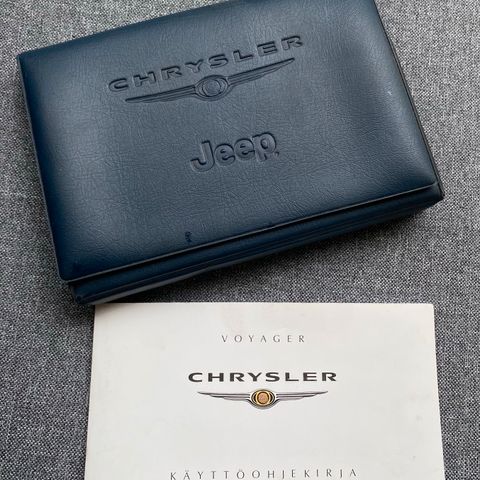 CHRYSLER
Jeep
VOYAGER
CHRYSLER
KÄYTTÖOHJEKIRJA